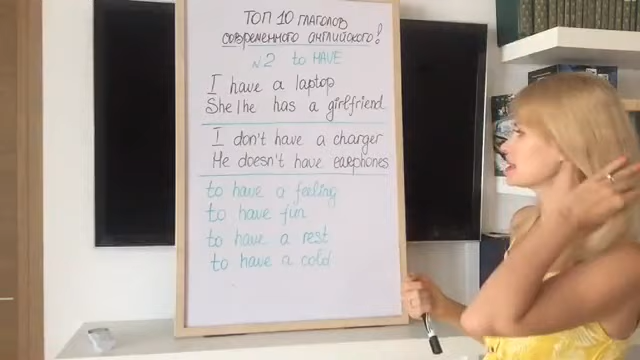 ТОП 10 ГЛАГОЛОВ
современного английского!
№2 to HAVE
I have a laptop
She/he has a girlfriend
I don't have a charger
He doesn't have earphones
to have a feeling
to have fun
to have a rest
to have a cold